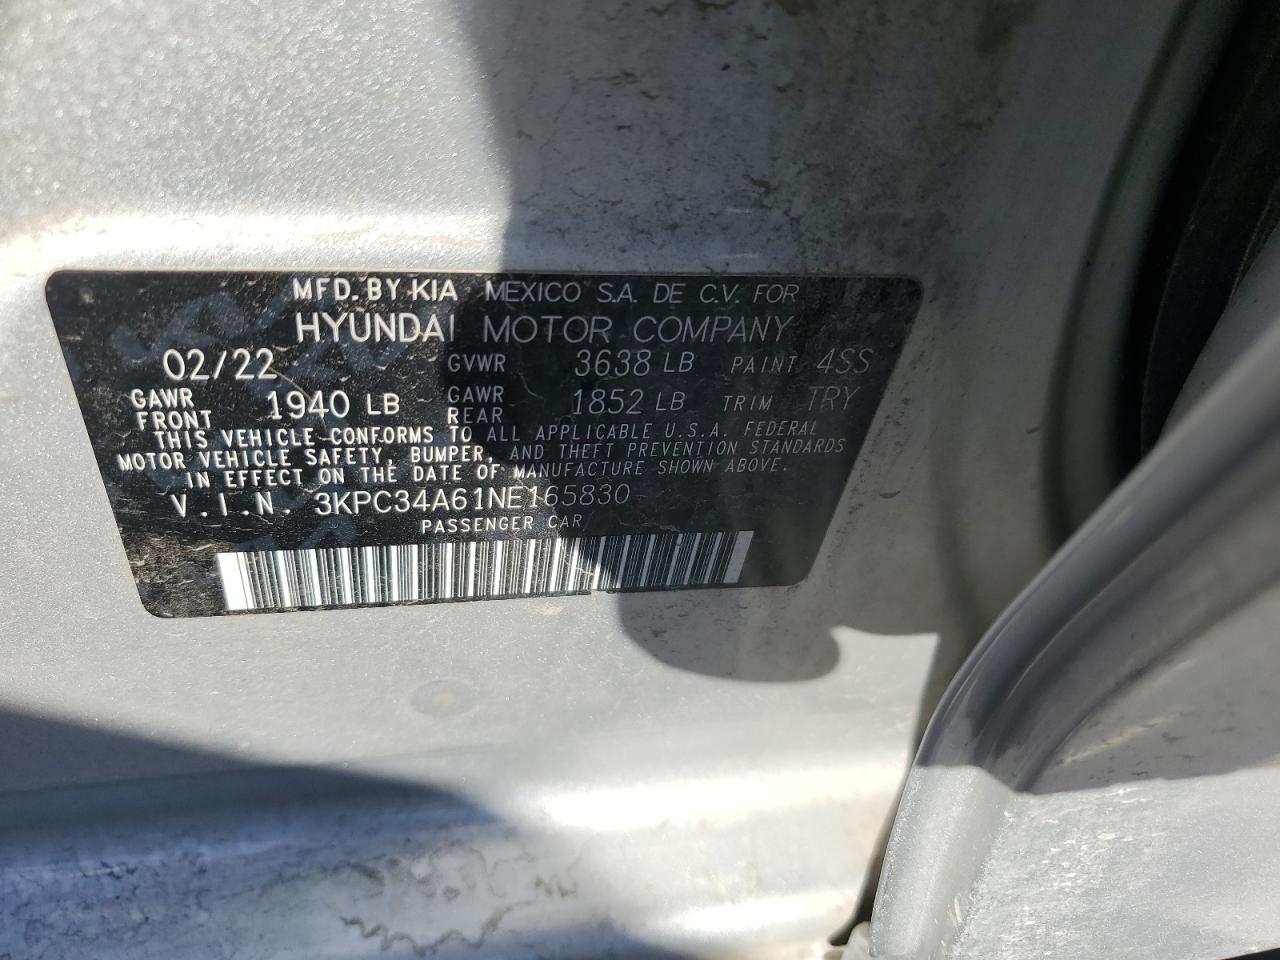 MFD. BY KIA MEXICO S.A. DE C.V. FOR
HYUNDAI MOTOR COMPANY
02/22 GVWR 3638 LB PAINT 4SS
GAWR FRONT 1940 LB GAWR REAR 1852 LB TRIM TRY
THIS VEHICLE CONFORMS TO ALL APPLICABLE U.S.A. FEDERAL
MOTOR VEHICLE SAFETY, BUMPER, AND THEFT PREVENTION STANDARDS
IN EFFECT ON THE DATE OF MANUFACTURE SHOWN ABOVE.
V.I.N. 3KPC34A61NE165830
PASSENGER CAR